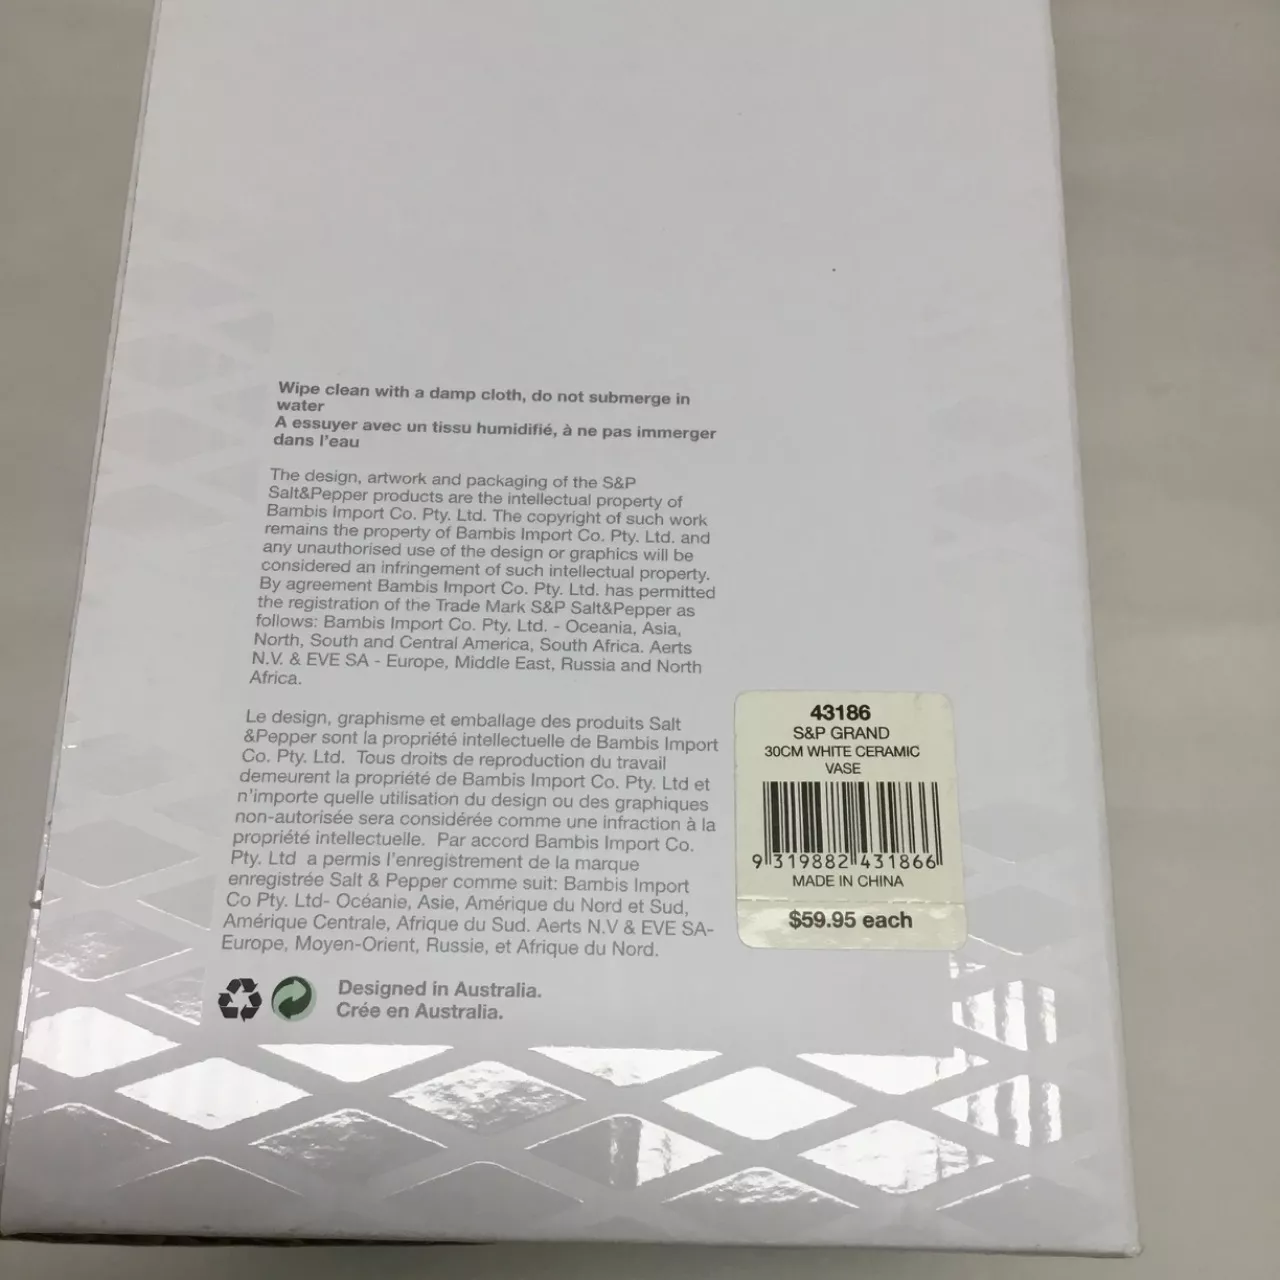 Wipe clean with a damp cloth, do not submerge in
water
A essuyer avec un tissu humidifié, à ne pas immerger
dans l'eau
The design, artwork and packaging of the S&P
Salt&Pepper products are the intellectual property of
Bambis Import Co. Pty. Ltd. The copyright of such work
remains the property of Bambis Import Co. Pty. Ltd. and
any unauthorised use of the design or graphics will be
considered an infringement of such intellectual property.
By agreement Bambis Import Co. Pty. Ltd. has permitted
the registration of the Trade Mark S&P Salt&Pepper as
follows: Bambis Import Co. Pty. Ltd. - Oceania, Asia,
North, South and Central America, South Africa. Aerts
N.V. & EVE SA - Europe, Middle East, Russia and North
Africa.
Le design, graphisme et emballage des produits Salt
&Pepper sont la propriété intellectuelle de Bambis Import
Co. Pty. Ltd. Tous droits de reproduction du travail
demeurent la propriété de Bambis Import Co. Pty. Ltd et
n'importe quelle utilisation du design ou des graphiques
non-autorisée sera considérée comme une infraction à la
propriété intellectuelle. Par accord Bambis Import Co.
Pty. Ltd a permis l'enregistrement de la marque
enregistrée Salt & Pepper comme suit: Bambis Import
Co Pty. Ltd- Océanie, Asie, Amérique du Nord et Sud,
Amérique Centrale, Afrique du Sud. Aerts N.V & EVE SA-
Europe, Moyen-Orient, Russie, et Afrique du Nord.
Designed in Australia.
Crée en Australia.
43186
S&P GRAND
30CM WHITE CERAMIC
VASE
9 319882 431866
MADE IN CHINA
$59.95 each